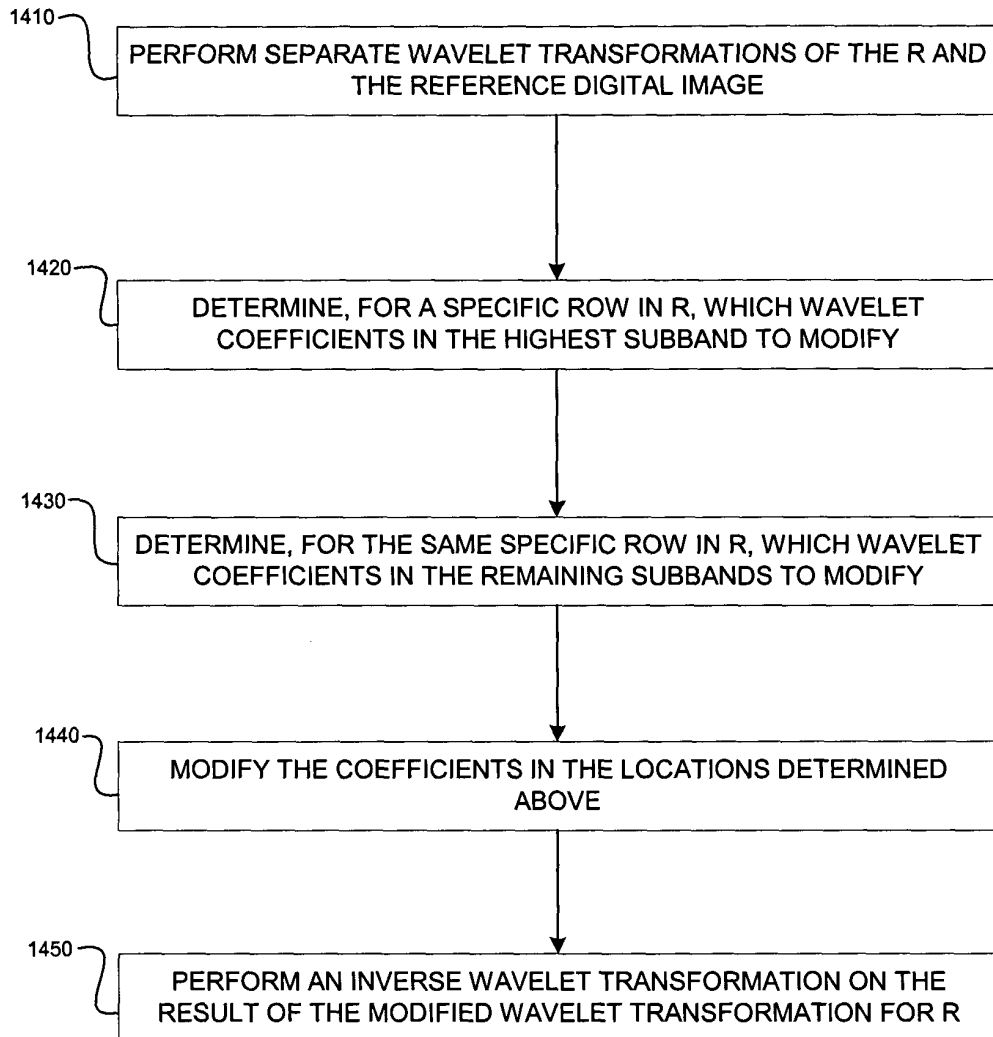 1410
PERFORM SEPARATE WAVELET TRANSFORMATIONS OF THE R AND
THE REFERENCE DIGITAL IMAGE
1420
DETERMINE, FOR A SPECIFIC ROW IN R, WHICH WAVELET
COEFFICIENTS IN THE HIGHEST SUBBAND TO MODIFY
1430
DETERMINE, FOR THE SAME SPECIFIC ROW IN R, WHICH WAVELET
COEFFICIENTS IN THE REMAINING SUBBANDS TO MODIFY
1440
MODIFY THE COEFFICIENTS IN THE LOCATIONS DETERMINED
ABOVE
1450
PERFORM AN INVERSE WAVELET TRANSFORMATION ON THE
RESULT OF THE MODIFIED WAVELET TRANSFORMATION FOR R